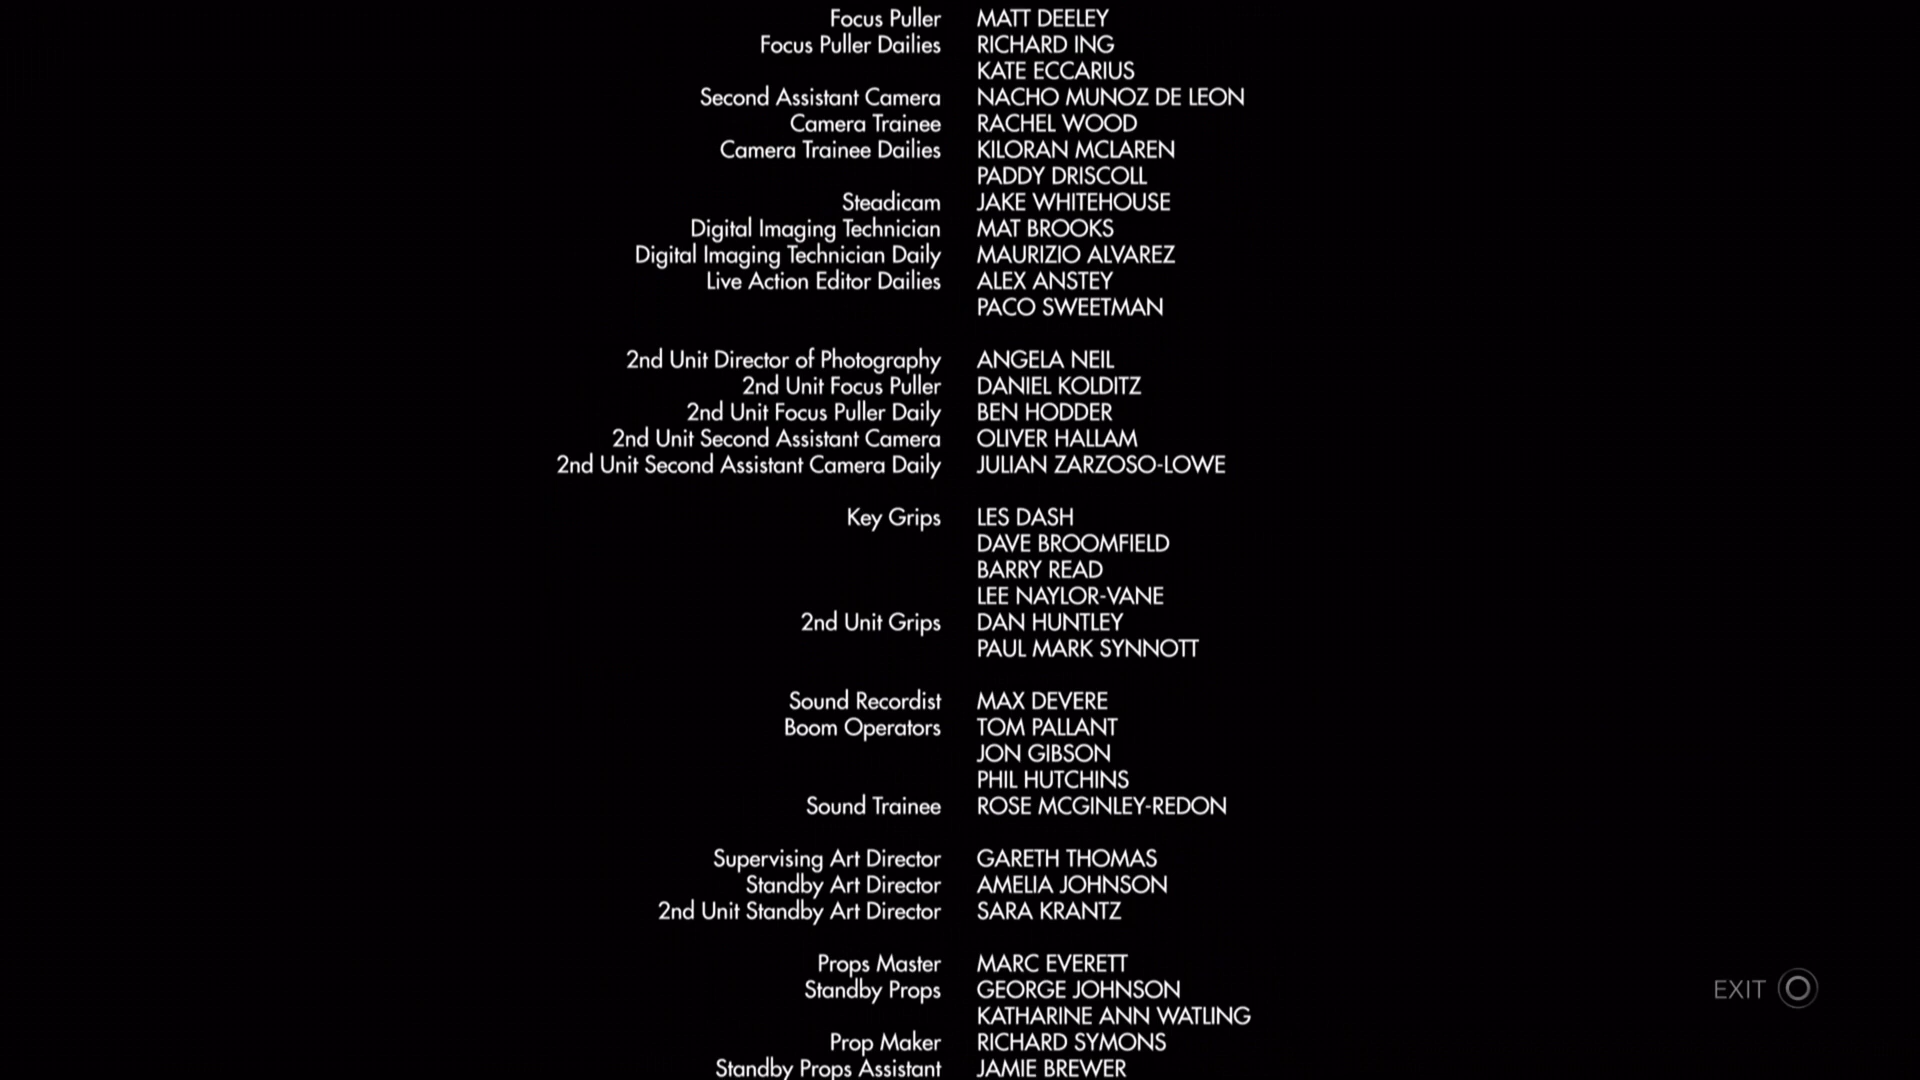 Focus Puller MATT DEELEY
Focus Puller Dailies RICHARD ING
KATE ECCARIUS
Second Assistant Camera NACHO MUNOZ DE LEON
Camera Trainee RACHEL WOOD
Camera Trainee Dailies KILORAN MCLAREN
PADDY DRISCOLL
Steadicam JAKE WHITEHOUSE
Digital Imaging Technician MAT BROOKS
Digital Imaging Technician Daily MAURIZIO ALVAREZ
Live Action Editor Dailies ALEX ANSTEY
PACO SWEETMAN
2nd Unit Director of Photography ANGELA NEIL
2nd Unit Focus Puller DANIEL KOLDITZ
2nd Unit Focus Puller Daily BEN HODDER
2nd Unit Second Assistant Camera OLIVER HALLAM
2nd Unit Second Assistant Camera Daily JULIAN ZARZOSO-LOWE
Key Grips LES DASH
DAVE BROOMFIELD
BARRY READ
LEE NAYLOR-VANE
2nd Unit Grips DAN HUNTLEY
PAUL MARK SYNNOTT
Sound Recordist MAX DEVERE
Boom Operators TOM PALLANT
JON GIBSON
PHIL HUTCHINS
Sound Trainee ROSE MCGINLEY-REDON
Supervising Art Director GARETH THOMAS
Standby Art Director AMELIA JOHNSON
2nd Unit Standby Art Director SARA KRANTZ
Props Master MARC EVERETT
Standby Props GEORGE JOHNSON
KATHARINE ANN WATLING
Prop Maker RICHARD SYMONS
Standby Props Assistant JAMIE BREWER
EXIT